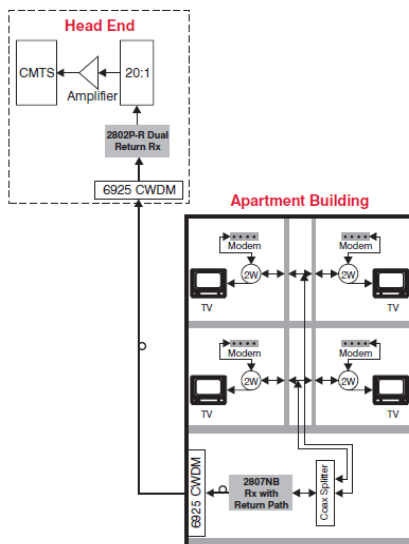 Head End
CMTS
Amplifier
20:1
2802P-R Dual
Return Rx
6925 CWDM
Apartment Building
Modem
2W
TV
Modem
2W
TV
Modem
2W
TV
Modem
2W
TV
6925 CWDM
2807NB
Rx with
Return Path
Coax Splitter